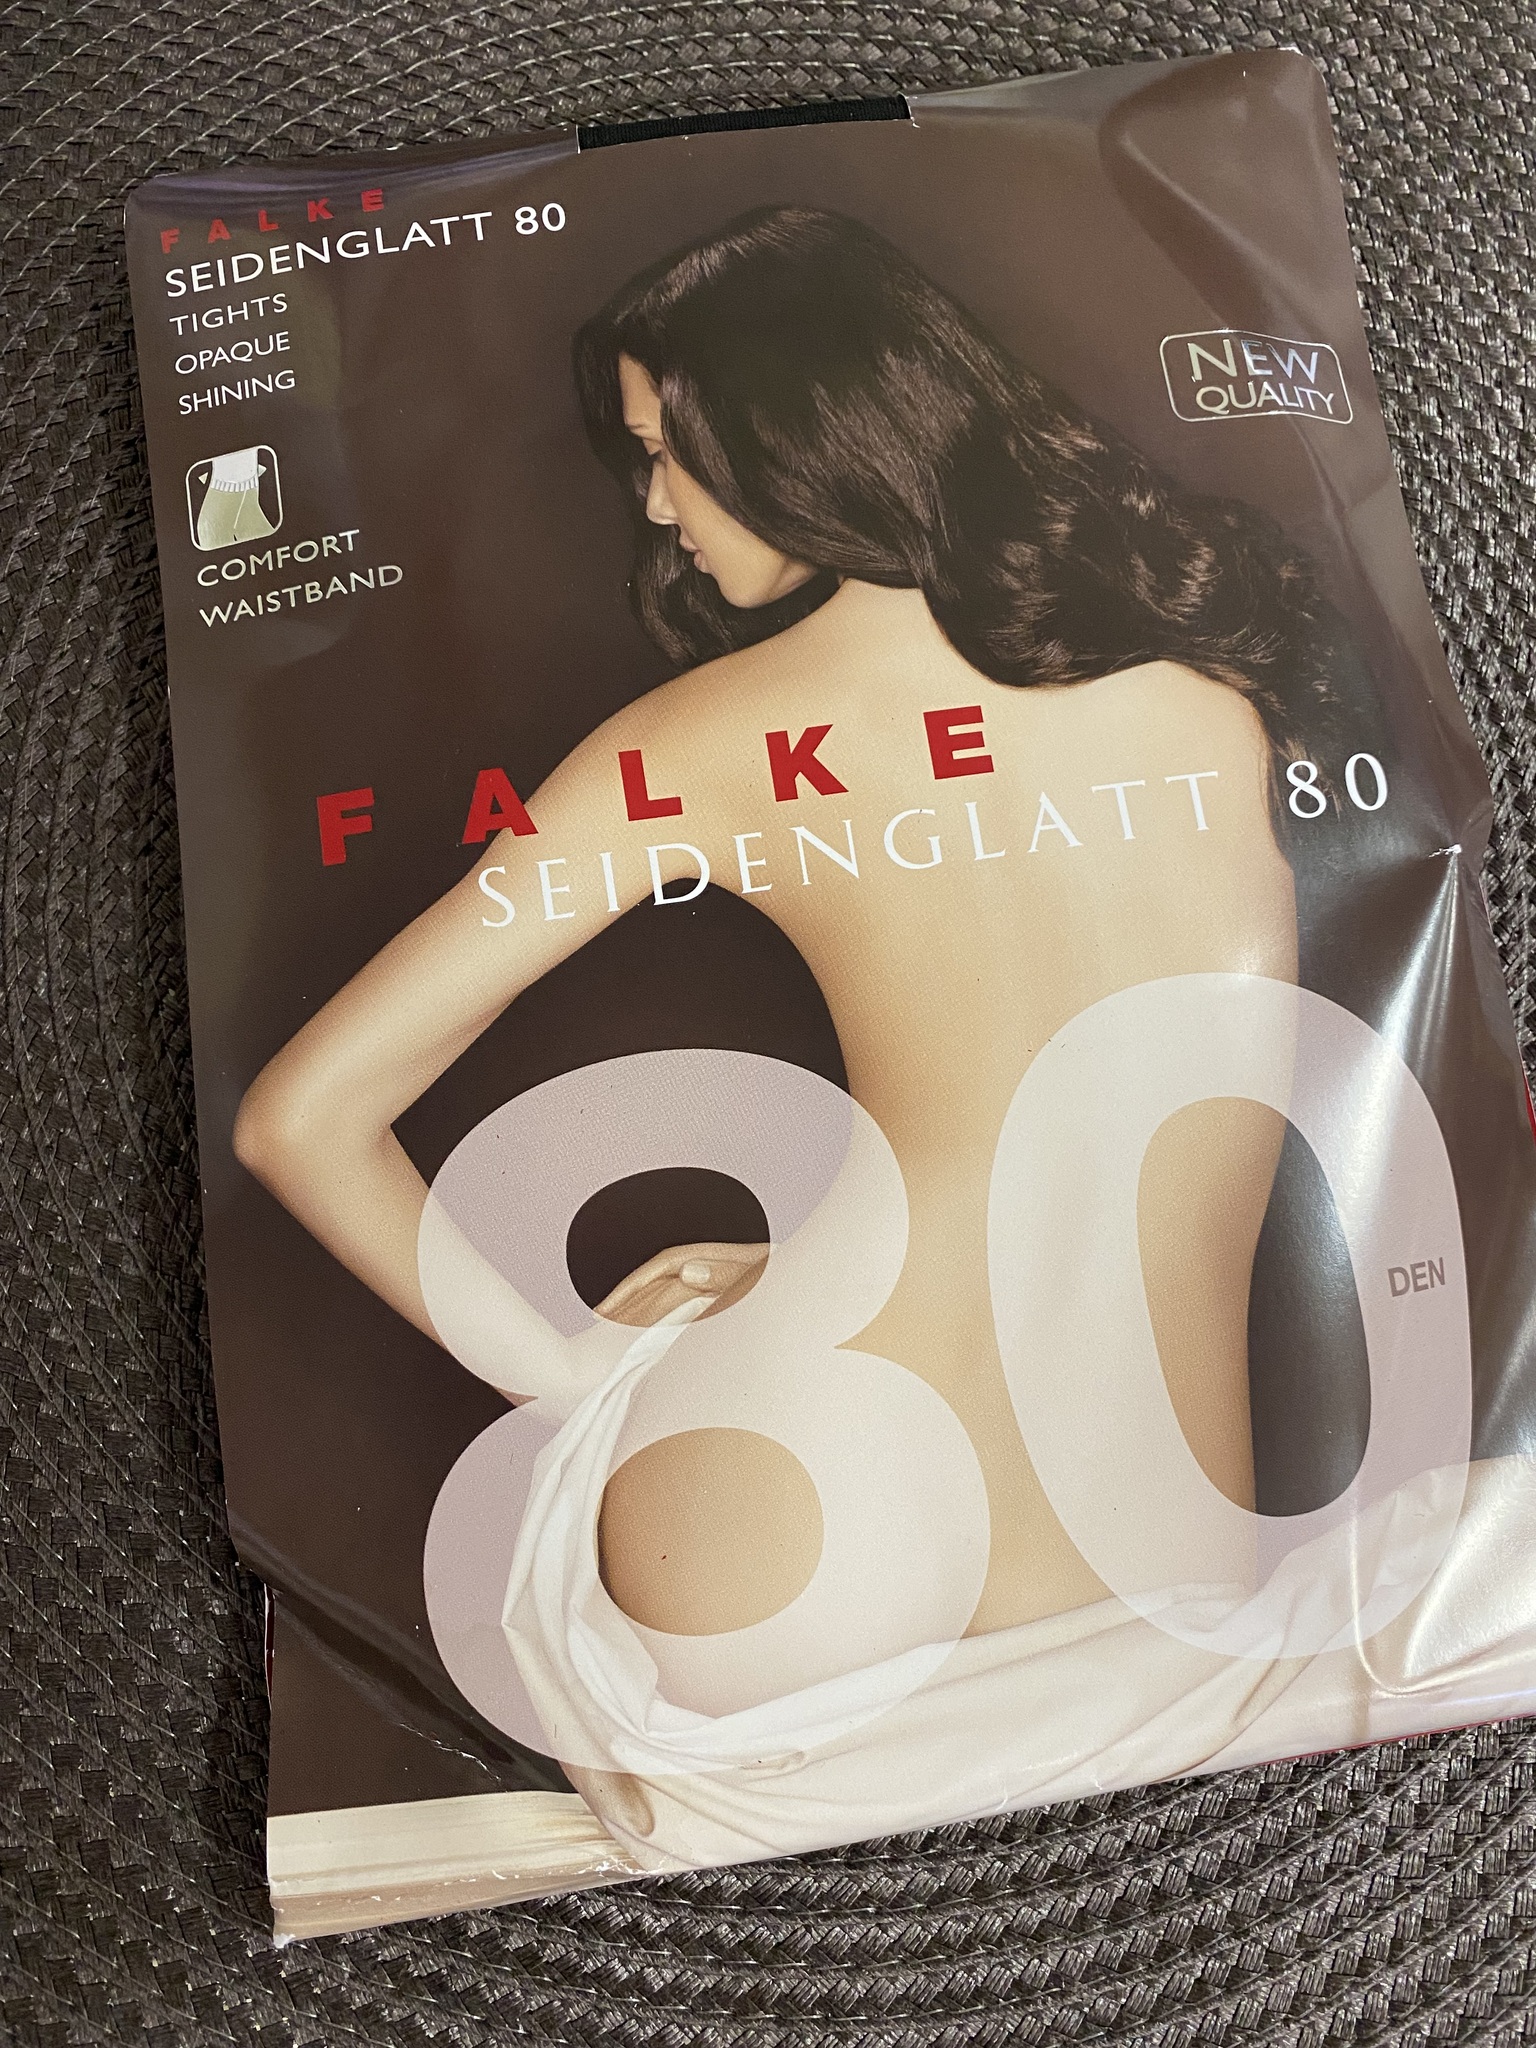 FALKE
SEIDENGLATT 80
TIGHTS
OPAQUE
SHINING
NEW
QUALITY
COMFORT
WAISTBAND
FALKE
SEIDENGLATT 80
80
DEN